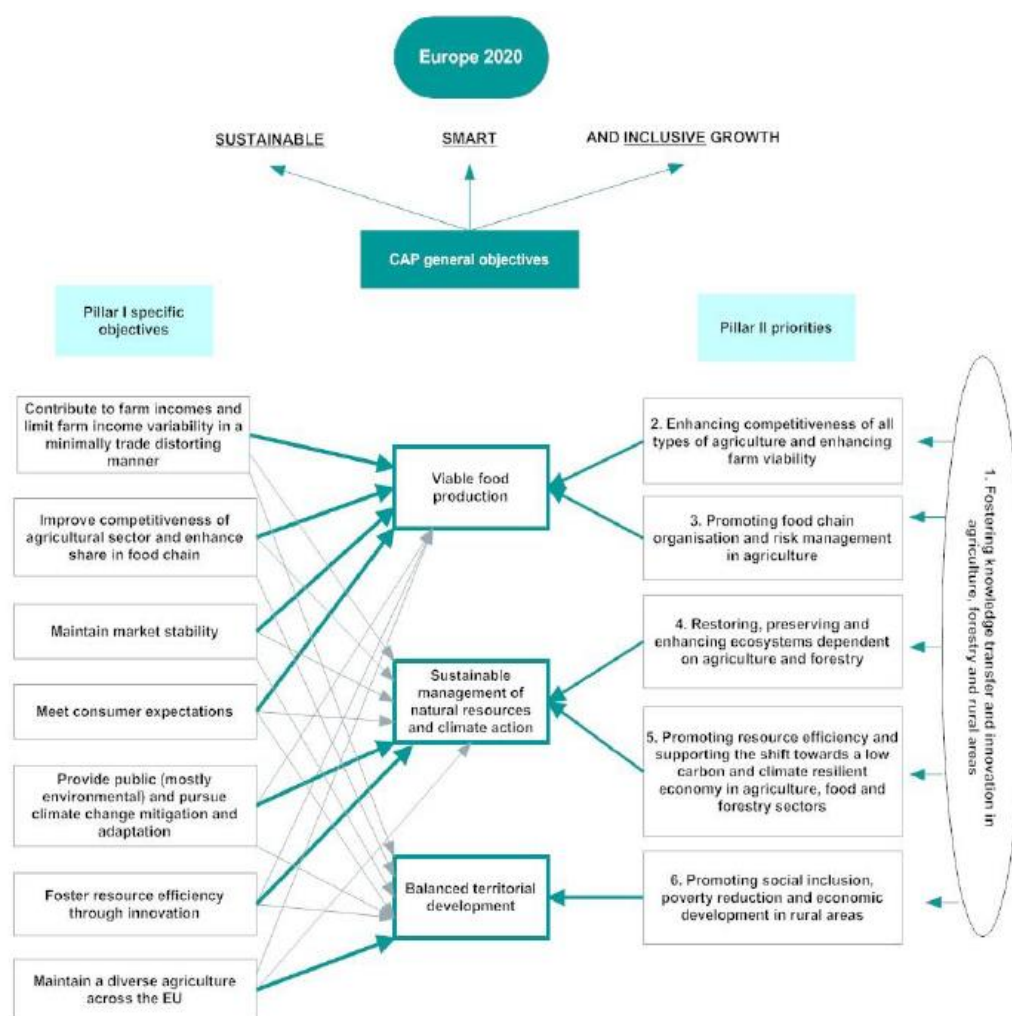 Europe 2020
SUSTAINABLE
SMART
AND INCLUSIVE GROWTH
CAP general objectives
Pillar I specific
objectives
Pillar II priorities
Contribute to farm incomes and
limit farm income variability in a
minimally trade distorting
manner
Improve competitiveness of
agricultural sector and enhance
share in food chain
Maintain market stability
Meet consumer expectations
Provide public (mostly
environmental) and pursue
climate change mitigation and
adaptation
Foster resource efficiency
through innovation
Maintain a diverse agriculture
across the EU
Viable food
production
Sustainable
management of
natural resources
and climate action
Balanced territorial
development
2. Enhancing competitiveness of all
types of agriculture and enhancing
farm viability
3. Promoting food chain
organisation and risk management
in agriculture
4. Restoring, preserving and
enhancing ecosystems dependent
on agriculture and forestry
5. Promoting resource efficiency and
supporting the shift towards a low
carbon and climate resilient
economy in agriculture, food and
forestry sectors
6. Promoting social inclusion,
poverty reduction and economic
development in rural areas
1. Fostering knowledge transfer and innovation in
agriculture, forestry and rural areas